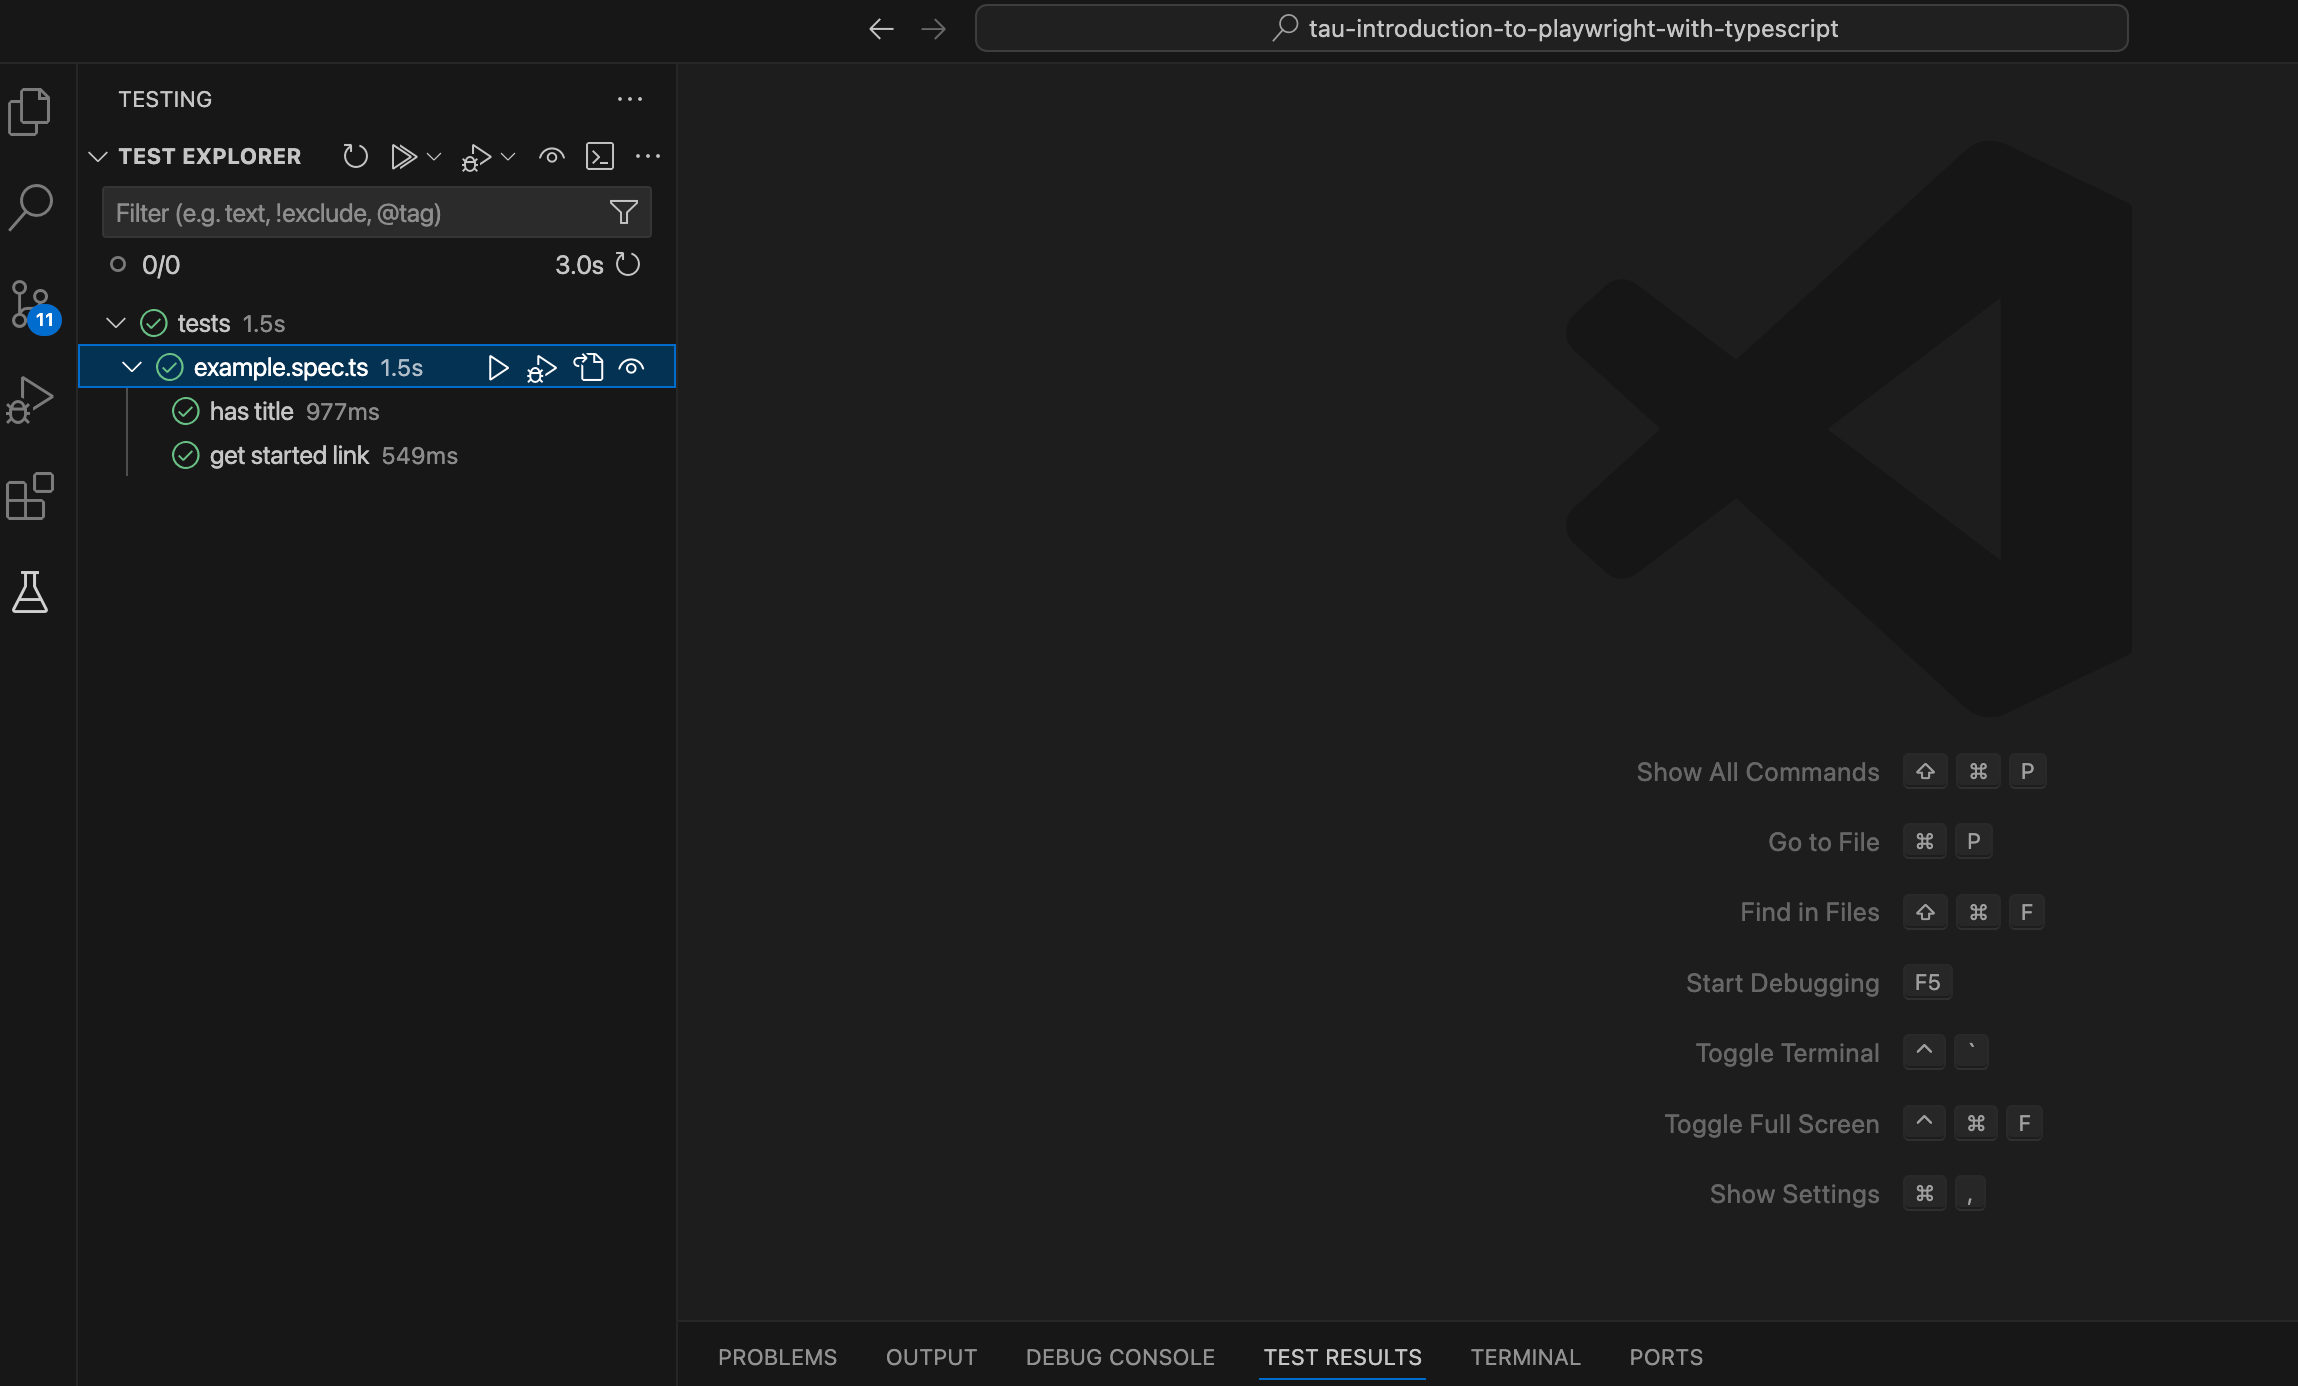 tau-introduction-to-playwright-with-typescript
TESTING
TEST EXPLORER
Filter (e.g. text, !exclude, @tag)
0/0 3.0s
11
tests 1.5s
example.spec.ts 1.5s
has title 977ms
get started link 549ms
Show All Commands ⇧ ⌘ P
Go to File ⌘ P
Find in Files ⇧ ⌘ F
Start Debugging F5
Toggle Terminal ^ `
Toggle Full Screen ^ ⌘ F
Show Settings ⌘ ,
PROBLEMS OUTPUT DEBUG CONSOLE TEST RESULTS TERMINAL PORTS